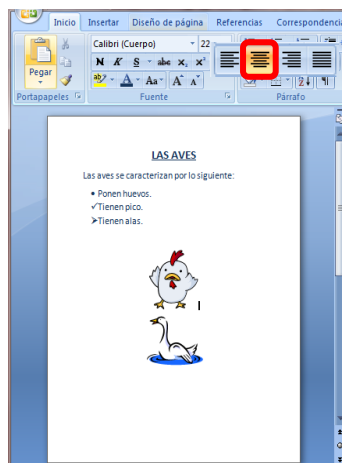 Inicio Insertar Diseño de página Referencias Correspondencia
Calibri (Cuerpo) 22
Pegar N K S abe x, x²
ab A Aa A A
Portapapeles Fuente Párrafo
LAS AVES
Las aves se caracterizan por lo siguiente:
• Ponen huevos.
✓Tienen pico.
➢Tienen alas.